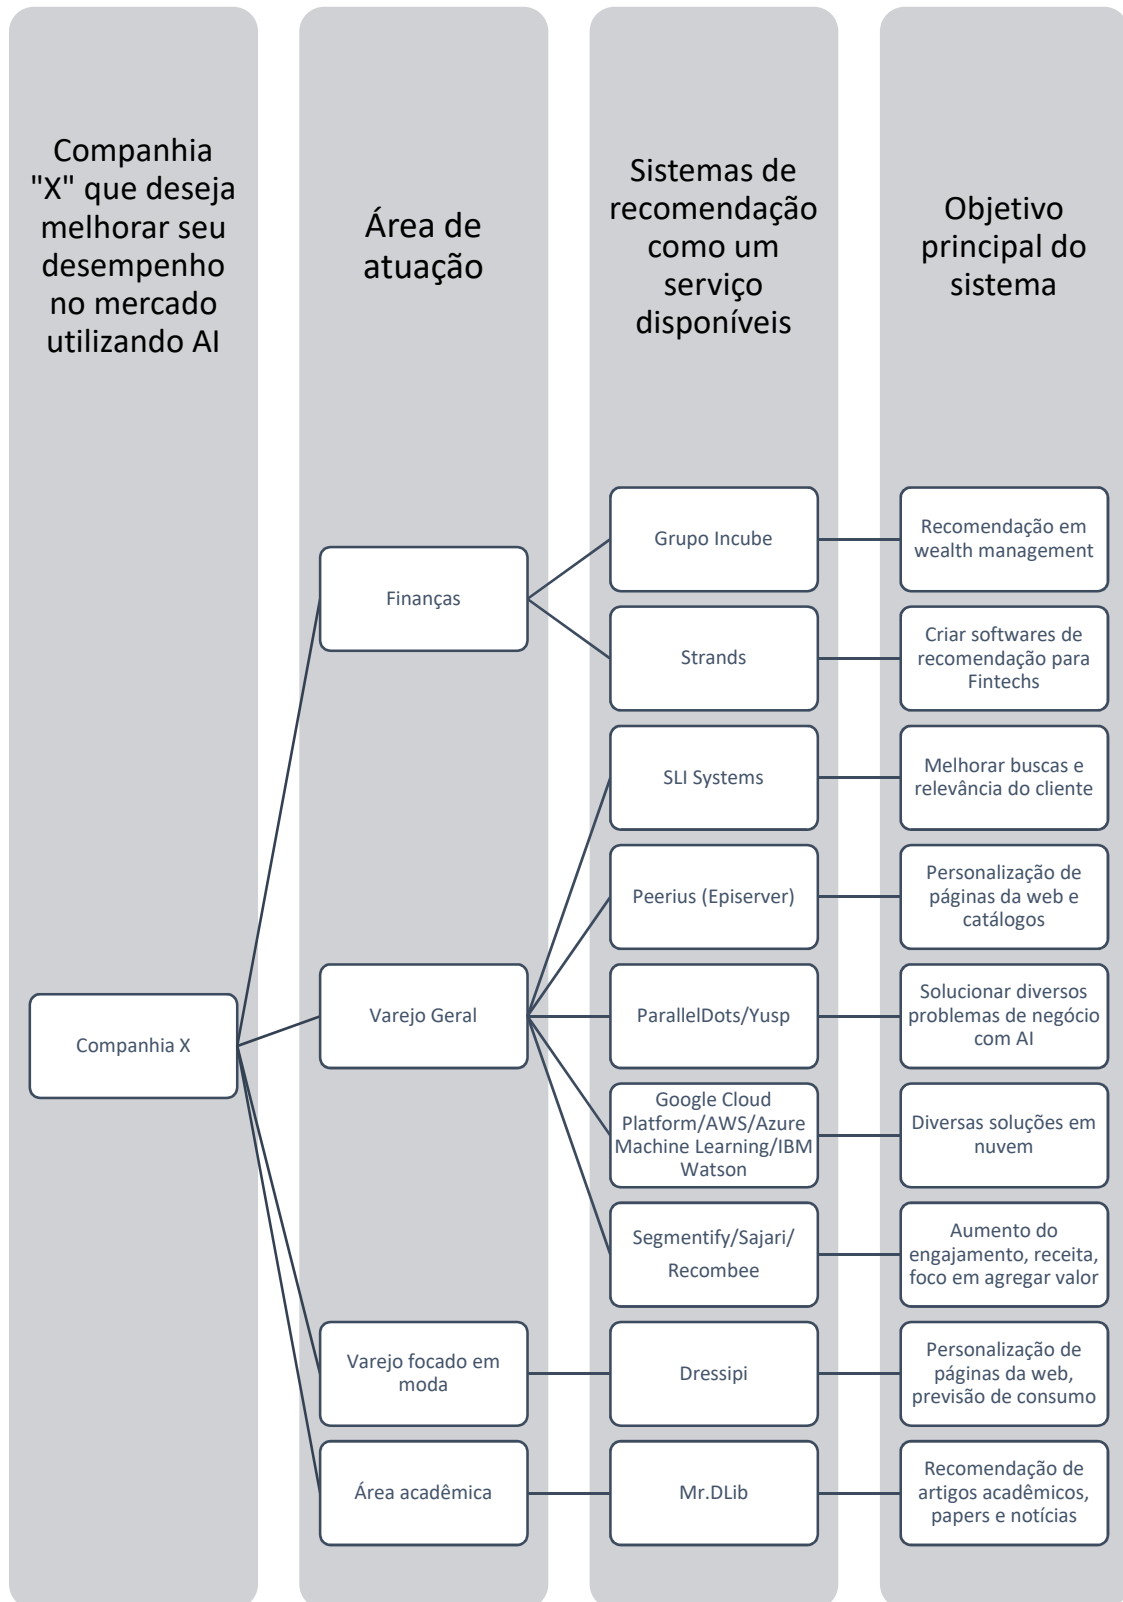 Companhia
"X" que deseja
melhorar seu
desempenho
no mercado
utilizando AI
Área de
atuação
Sistemas de
recomendação
como um
serviço
disponíveis
Objetivo
principal do
sistema
Companhia X
Finanças
Grupo Incube
Recomendação em
wealth management
Strands
Criar softwares de
recomendação para
Fintechs
Varejo Geral
SLI Systems
Melhorar buscas e
relevância do cliente
Peerius (Episerver)
Personalização de
páginas da web e
catálogos
ParallelDots/Yusp
Solucionar diversos
problemas de negócio
com AI
Google Cloud
Platform/AWS/Azure
Machine Learning/IBM
Watson
Diversas soluções em
nuvem
Segmentify/Sajari/
Recombee
Aumento do
engajamento, receita,
foco em agregar valor
Varejo focado em
moda
Dressipi
Personalização de
páginas da web,
previsão de consumo
Área acadêmica
Mr.DLib
Recomendação de
artigos acadêmicos,
papers e notícias